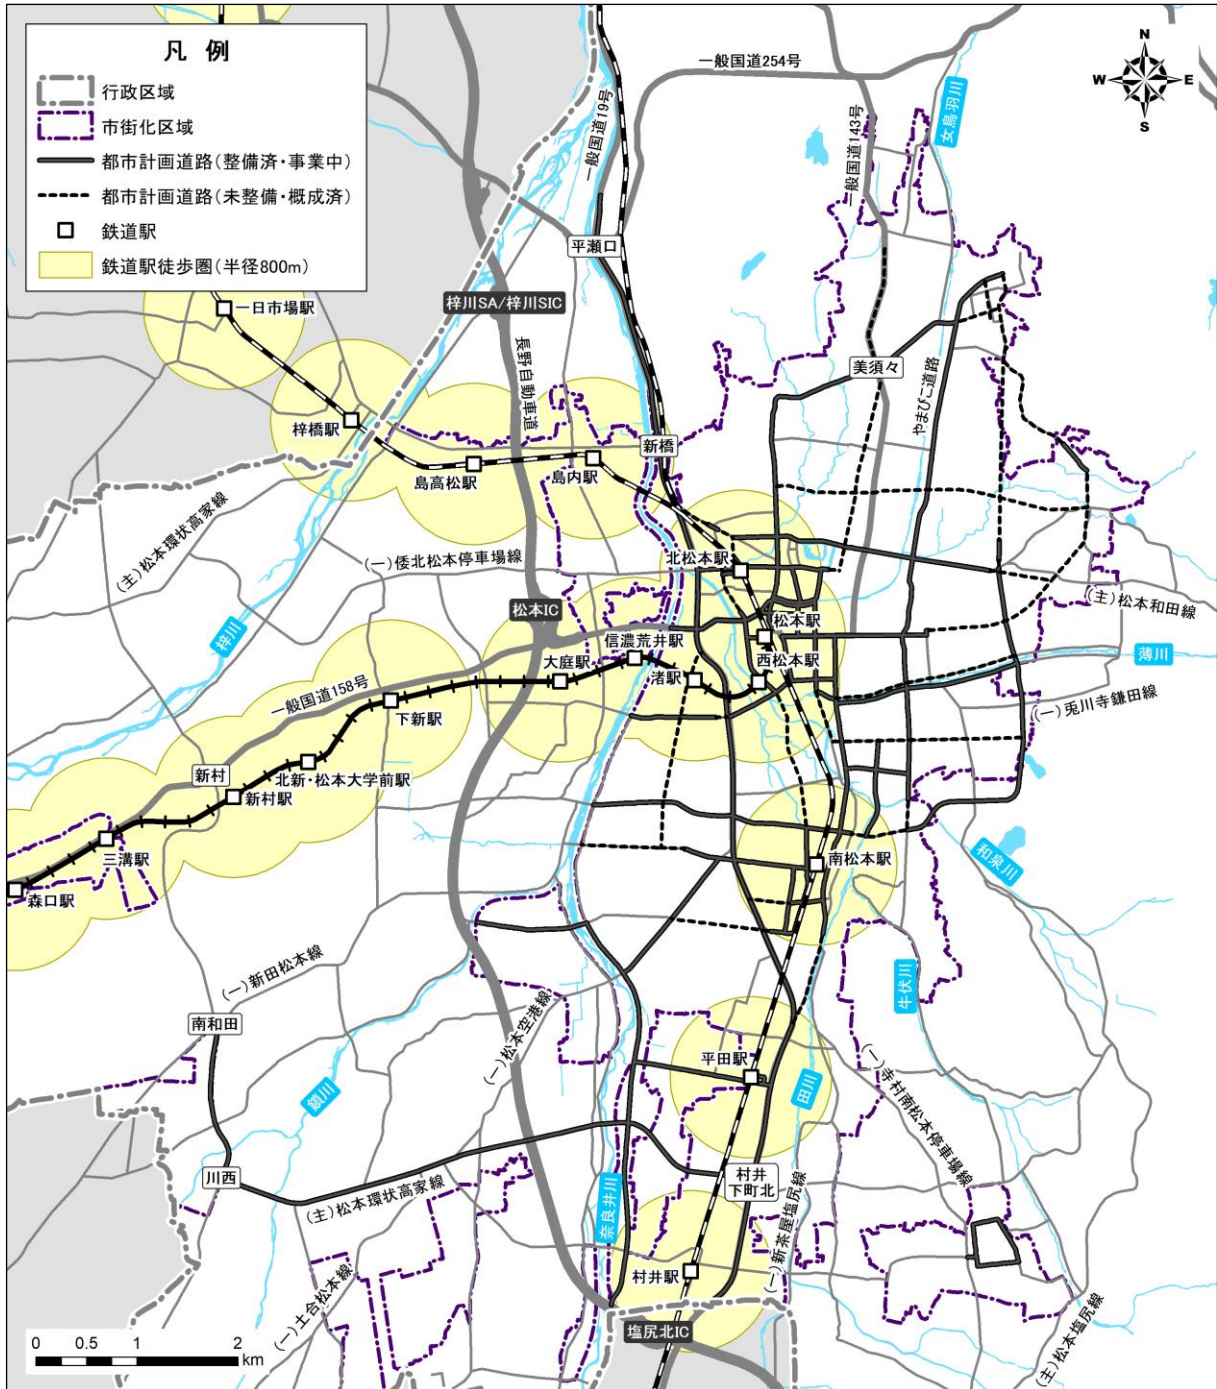 凡 例
行政区域
市街化区域
都市計画道路(整備済・事業中)
都市計画道路(未整備・概成済)
鉄道駅
鉄道駅徒歩圏(半径800m)
N
W
E
S
一般国道254号
女鳥羽川
一般国道19号
一般国道143号
平瀬口
梓川SA/梓川SIC
一日市場駅
長野自動車道
美須々
やまびこ道路
梓橋駅
新橋
島高松駅
島内駅
(主)松本環状高家線
(一)倭北松本停車場線
北松本駅
(主)松本和田線
松本IC
松本駅
信濃荒井駅
梓川
大庭駅
渚駅
西松本駅
薄川
一般国道158号
下新駅
(一)兎川寺鎌田線
新村
北新・松本大学前駅
新村駅
三溝駅
南松本駅
和泉川
森口駅
(一)新田松本線
牛伏川
南和田
(一)松本空港線
平田駅
田川
(一)寺村南松本停車場線
鎖川
川西
(主)松本環状高家線
村井
下町北
奈良井川
(一)新茶屋塩尻線
村井駅
(一)土合松本線
塩尻北IC
(主)松本塩尻線
0 0.5 1 2
km